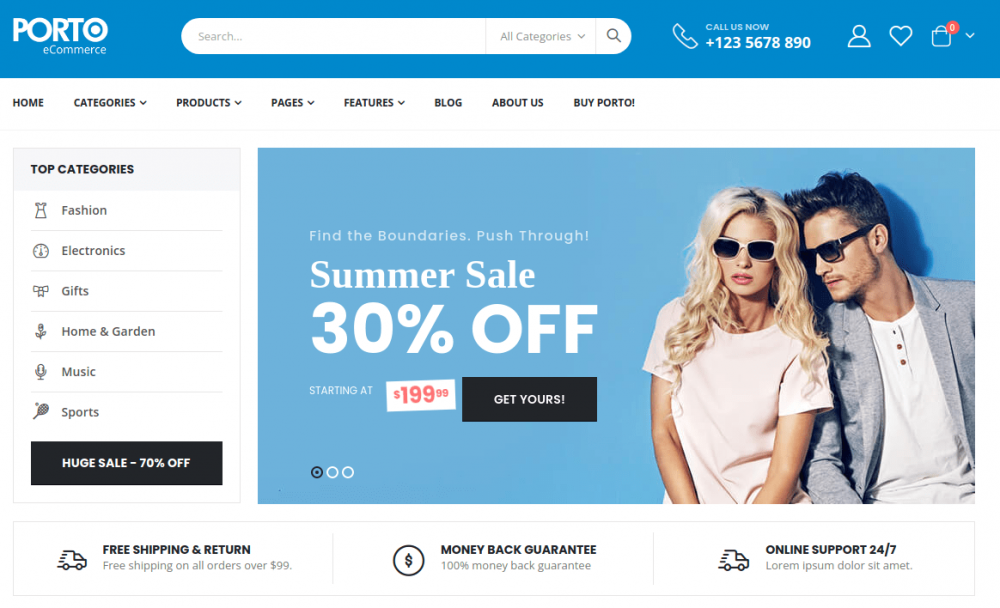 PORTO
eCommerce
Search...
All Categories
CALL US NOW
+123 5678 890
0
HOME
CATEGORIES
PRODUCTS
PAGES
FEATURES
BLOG
ABOUT US
BUY PORTO!
TOP CATEGORIES
Fashion
Electronics
Gifts
Home & Garden
Music
Sports
HUGE SALE - 70% OFF
Find the Boundaries. Push Through!
Summer Sale
30% OFF
STARTING AT
$199 99
GET YOURS!
FREE SHIPPING & RETURN
Free shipping on all orders over $99.
MONEY BACK GUARANTEE
100% money back guarantee
ONLINE SUPPORT 24/7
Lorem ipsum dolor sit amet.